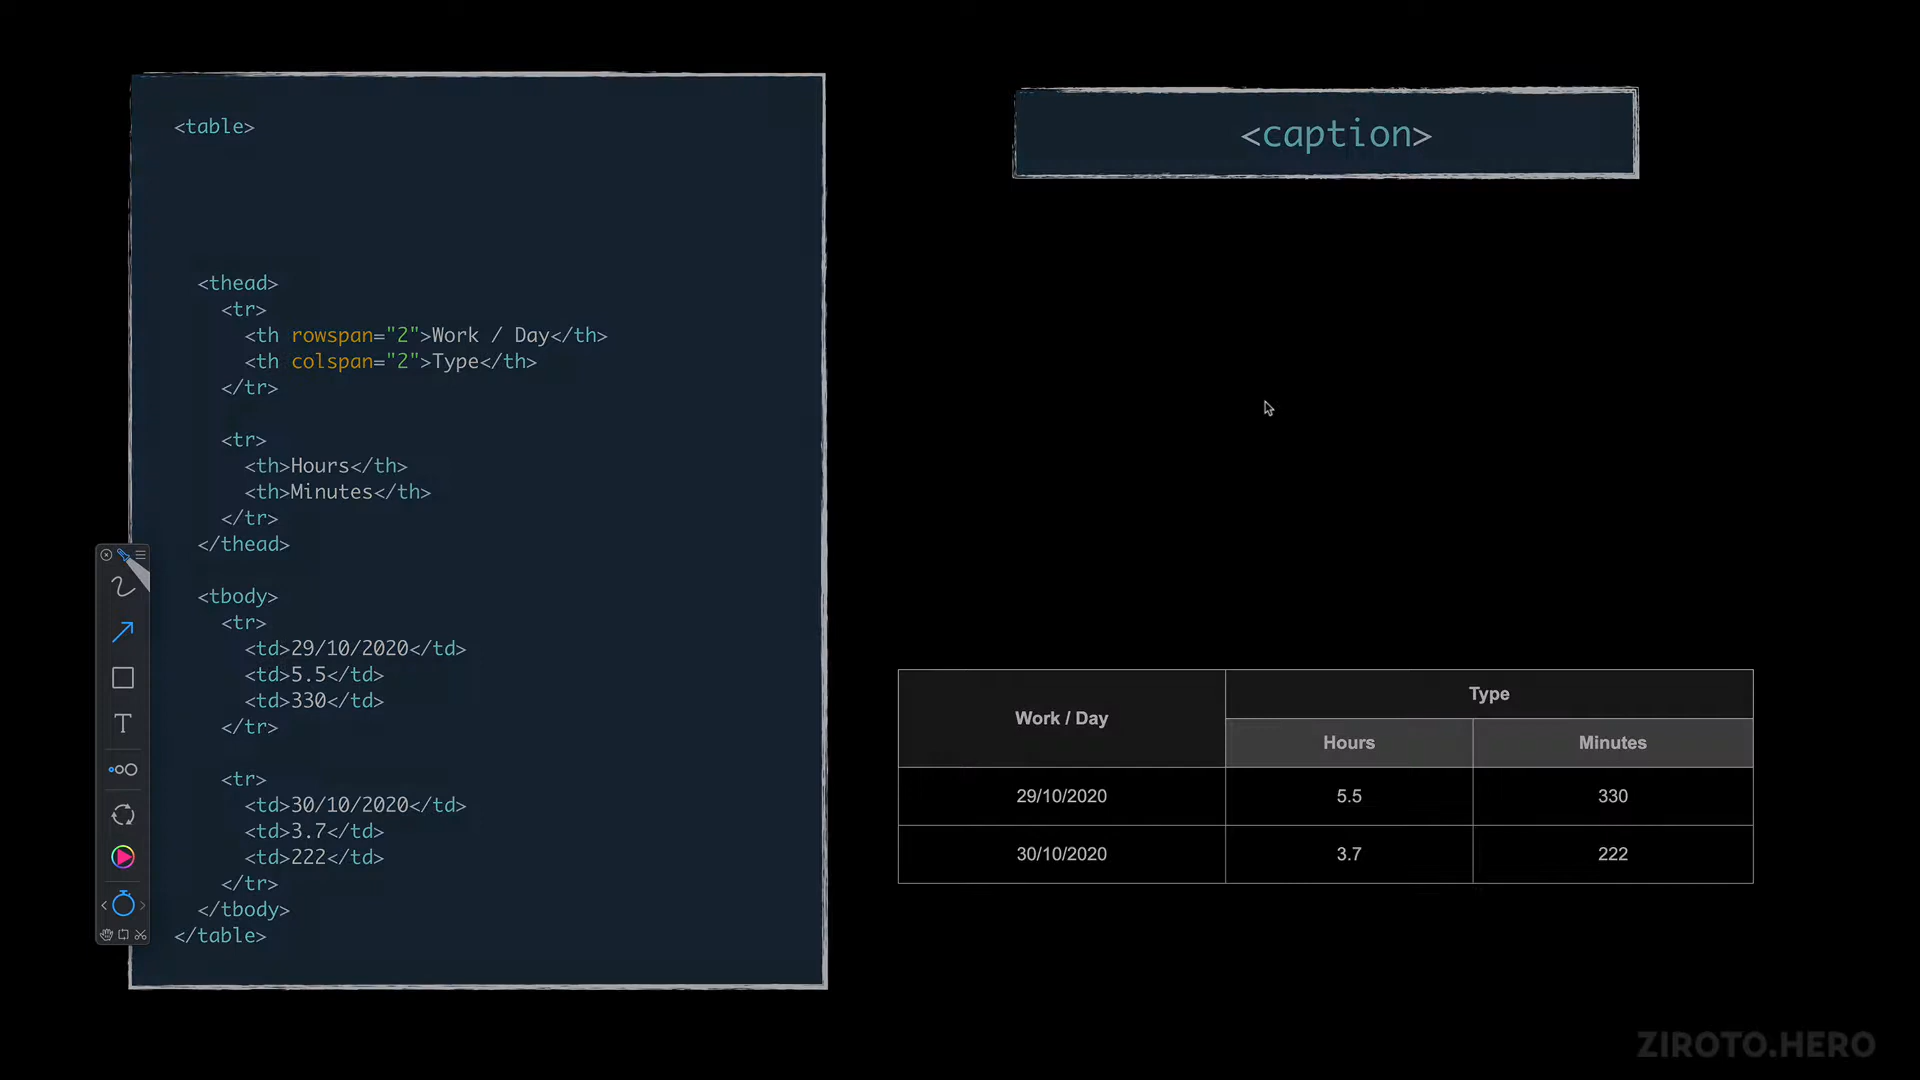 <table>
<thead>
<tr>
<th rowspan="2">Work / Day</th>
<th colspan="2">Type</th>
</tr>
<tr>
<th>Hours</th>
<th>Minutes</th>
</tr>
</thead>
<tbody>
<tr>
<td>29/10/2020</td>
<td>5.5</td>
<td>330</td>
</tr>
<tr>
<td>30/10/2020</td>
<td>3.7</td>
<td>222</td>
</tr>
</tbody>
</table>
T
<caption>
Work / Day
Type
Hours Minutes
29/10/2020 5.5 330
30/10/2020 3.7 222
ZIROTO.HERO